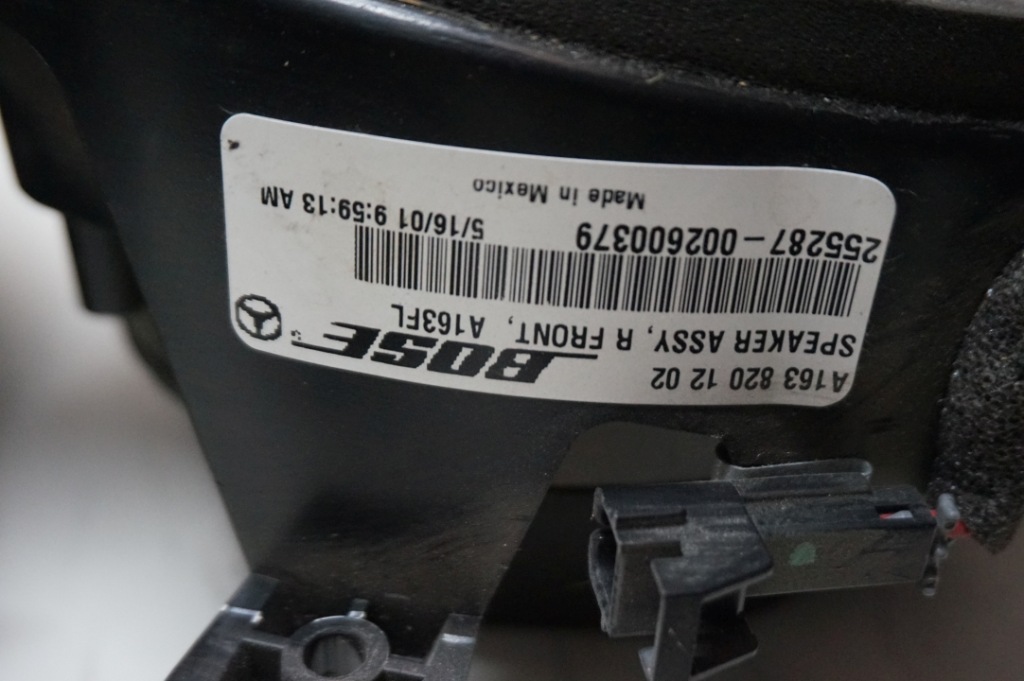 A163 820 12 02
BOSE
SPEAKER ASSY, R FRONT, A163FL
255287-002600379
5/16/01 9:59:13 AM
Made in Mexico